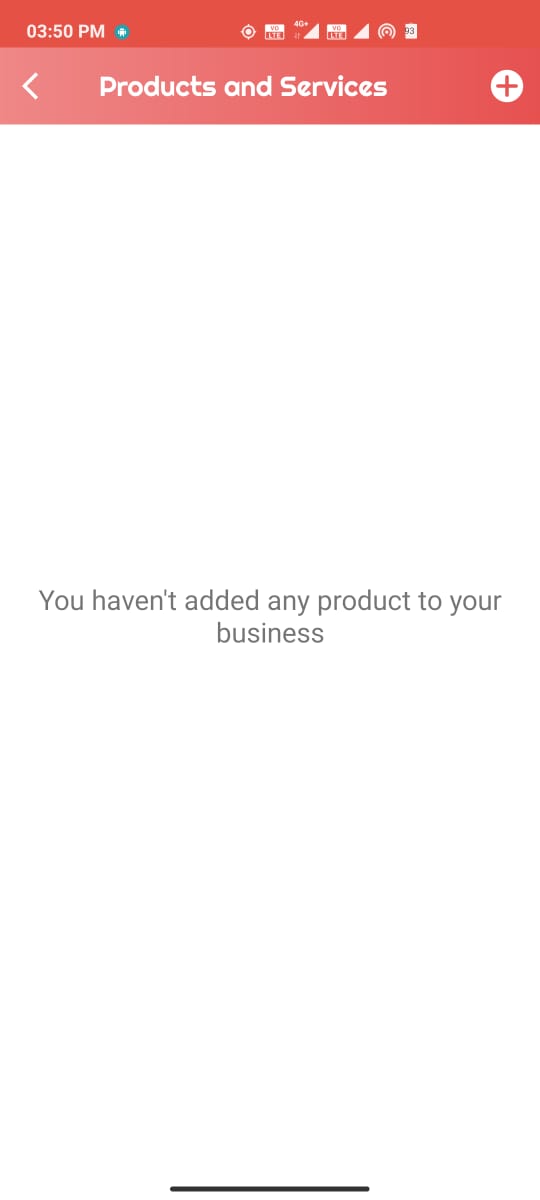 03:50 PM VO LTE 4G+ VO LTE 93
Products and Services
You haven't added any product to your
business